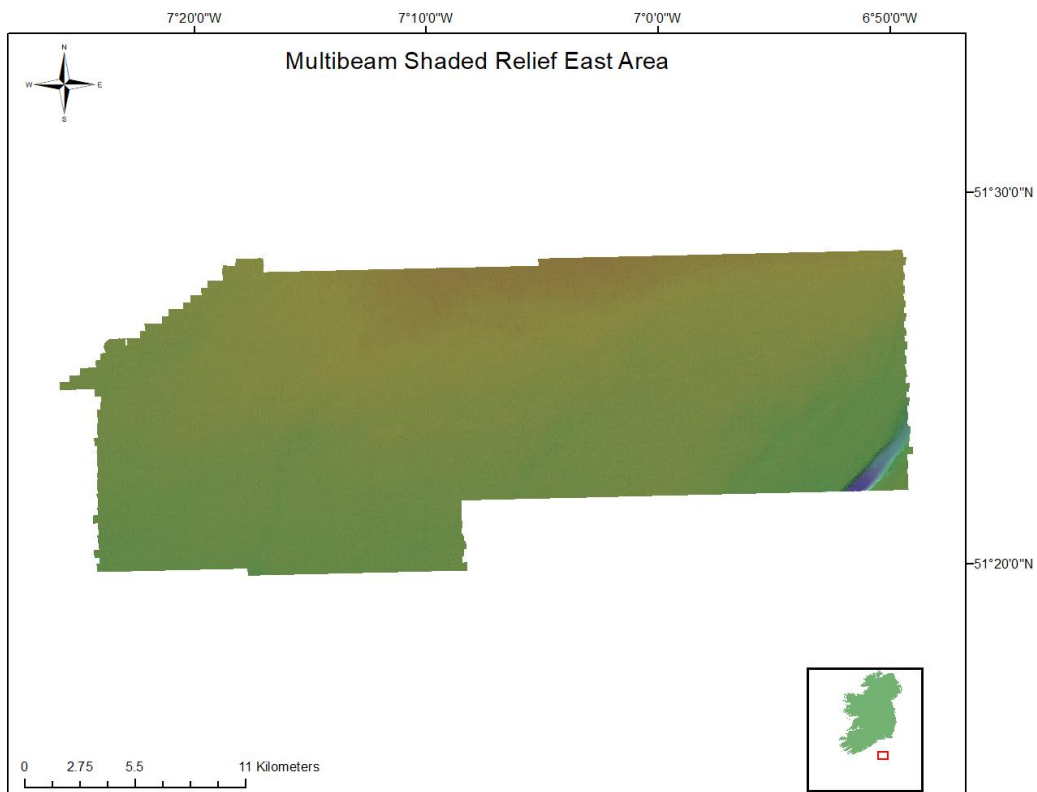 7°20'0"W 7°10'0"W 7°0'0"W 6°50'0"W
Multibeam Shaded Relief East Area
N
W E
S
51°30'0"N
51°20'0"N
0 2.75 5.5 11 Kilometers